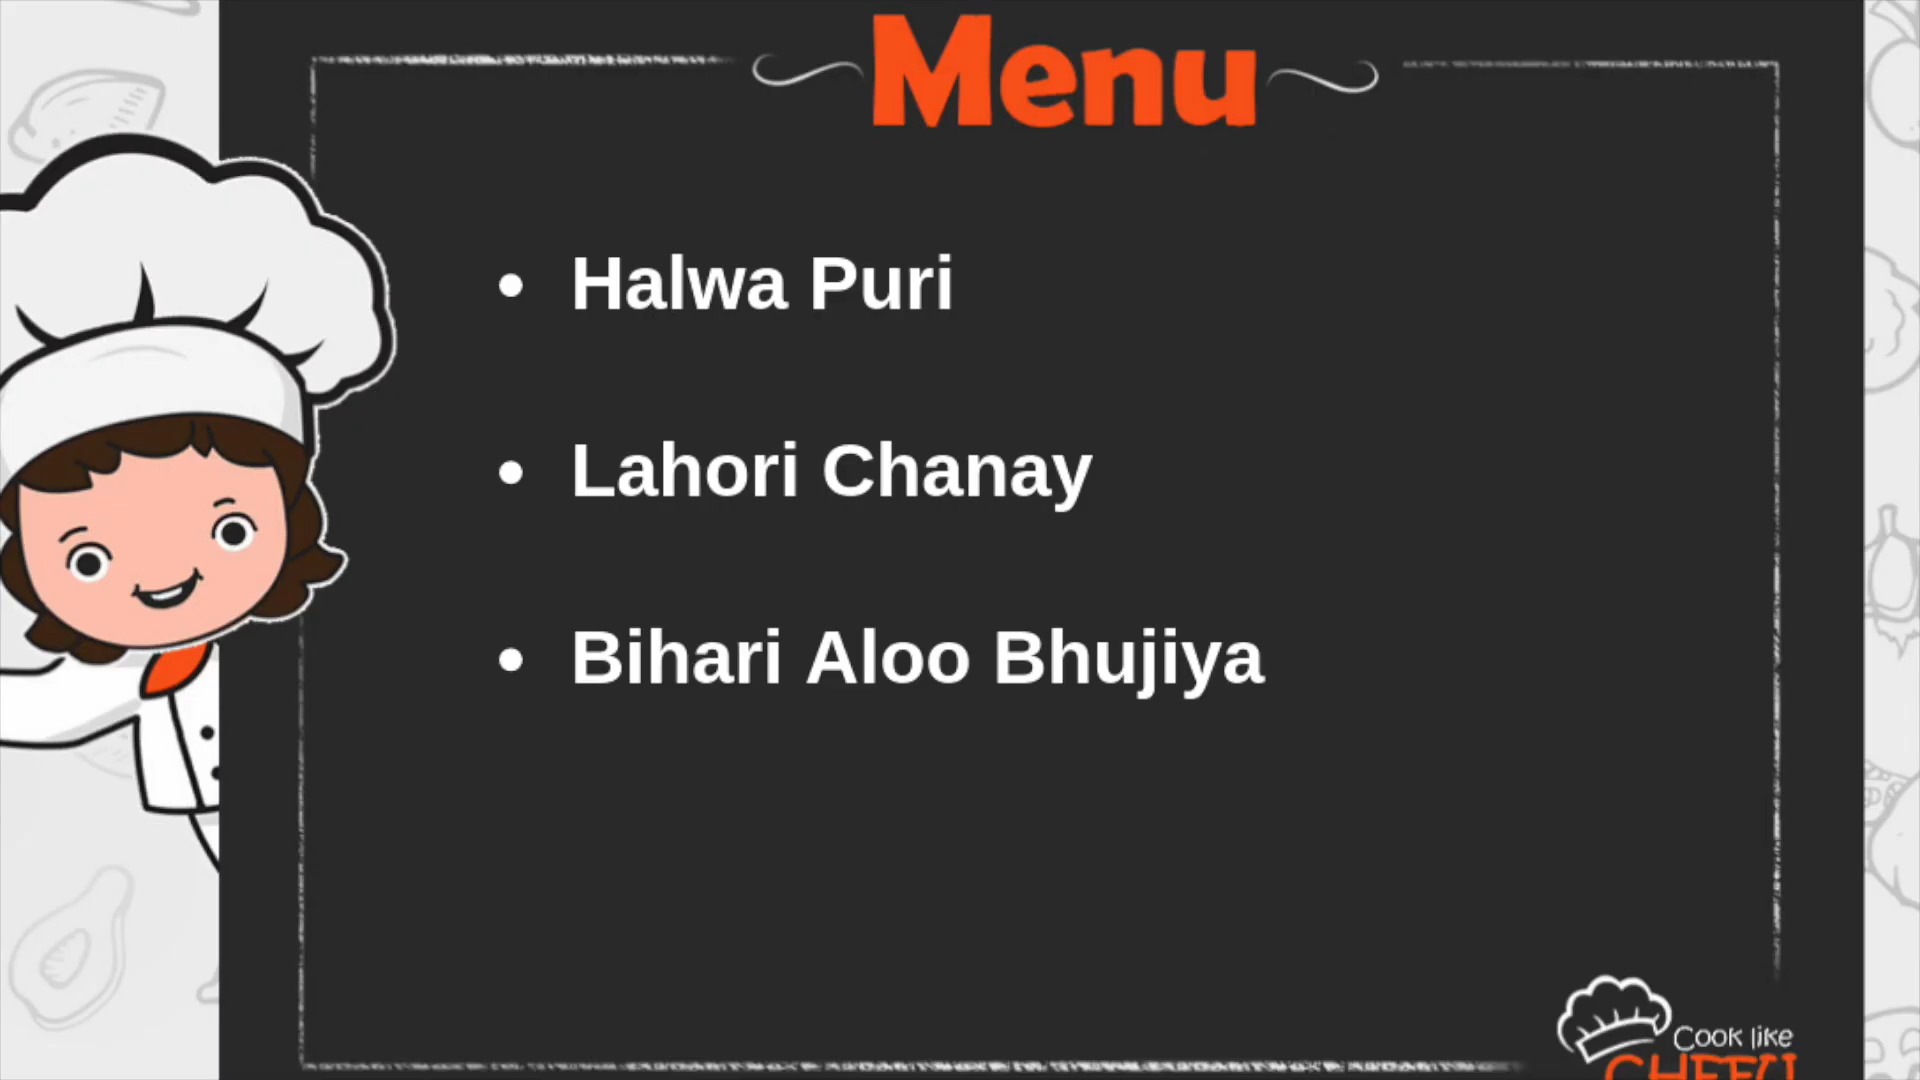 Menu
Halwa Puri
Lahori Chanay
Bihari Aloo Bhujiya
Cook like